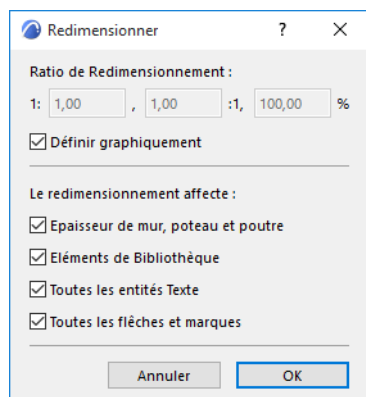 Redimensionner ?
Ratio de Redimensionnement :
1: 1,00 , 1,00 :1, 100,00 %
Définir graphiquement
Le redimensionnement affecte :
Epaisseur de mur, poteau et poutre
Eléments de Bibliothèque
Toutes les entités Texte
Toutes les flêches et marques
Annuler OK